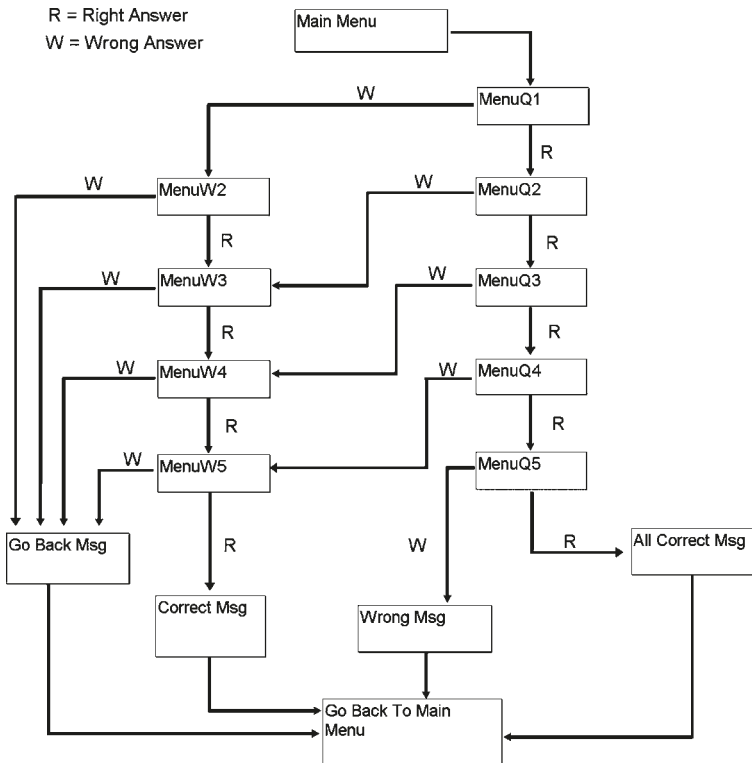 R = Right Answer
W = Wrong Answer
Main Menu
W
MenuQ1
R
W
MenuW2
W
MenuQ2
R
R
W
MenuW3
W
MenuQ3
R
R
W
MenuW4
W
MenuQ4
R
R
W
MenuW5
MenuQ5
Go Back Msg
R
W
R
All Correct Msg
Correct Msg
Wrong Msg
Go Back To Main
Menu